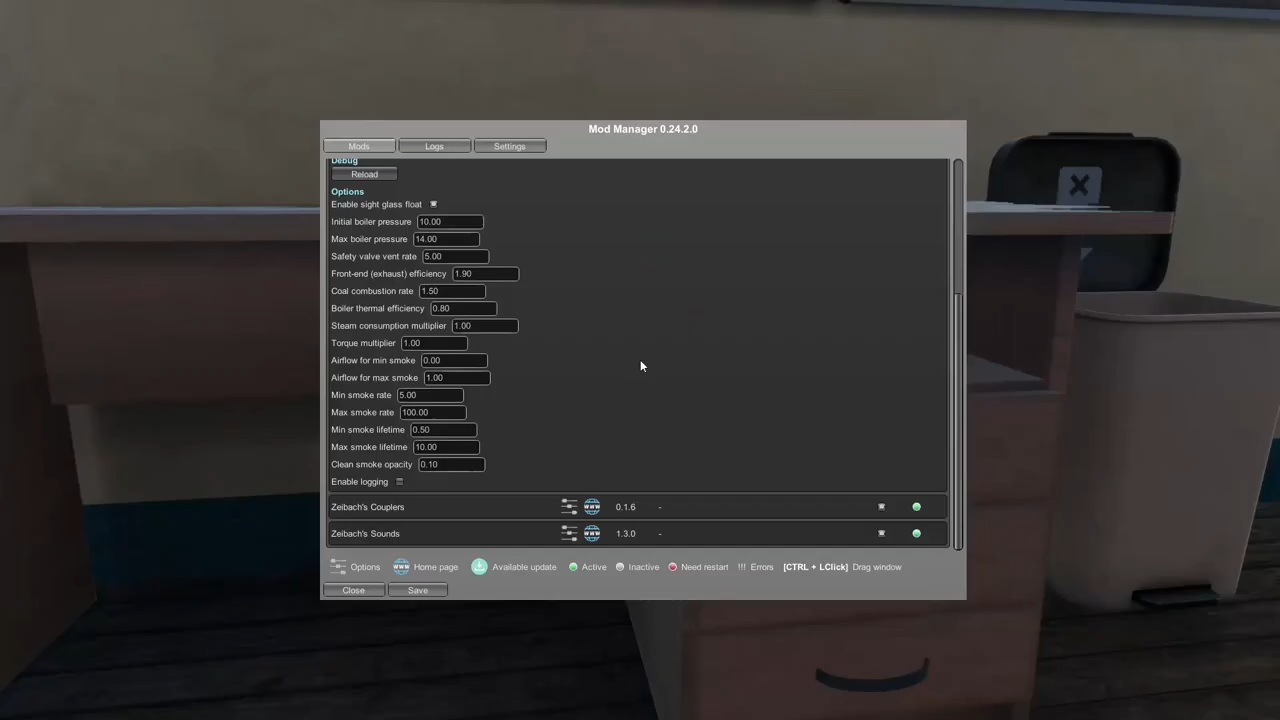 Mod Manager 0.24.2.0
Mods Logs Settings
Debug
Reload
Options
Enable sight glass float
Initial boiler pressure 10.00
Max boiler pressure 14.00
Safety valve vent rate 5.00
Front-end (exhaust) efficiency 1.90
Coal combustion rate 1.50
Boiler thermal efficiency 0.80
Steam consumption multiplier 1.00
Torque multiplier 1.00
Airflow for min smoke 0.00
Airflow for max smoke 1.00
Min smoke rate 5.00
Max smoke rate 100.00
Min smoke lifetime 0.50
Max smoke lifetime 10.00
Clean smoke opacity 0.10
Enable logging
Zeibach's Couplers WWW 0.1.6 -
Zeibach's Sounds WWW 1.3.0 -
Options WWW Home page Available update Active Inactive Need restart !!! Errors [CTRL + LClick] Drag window
Close Save